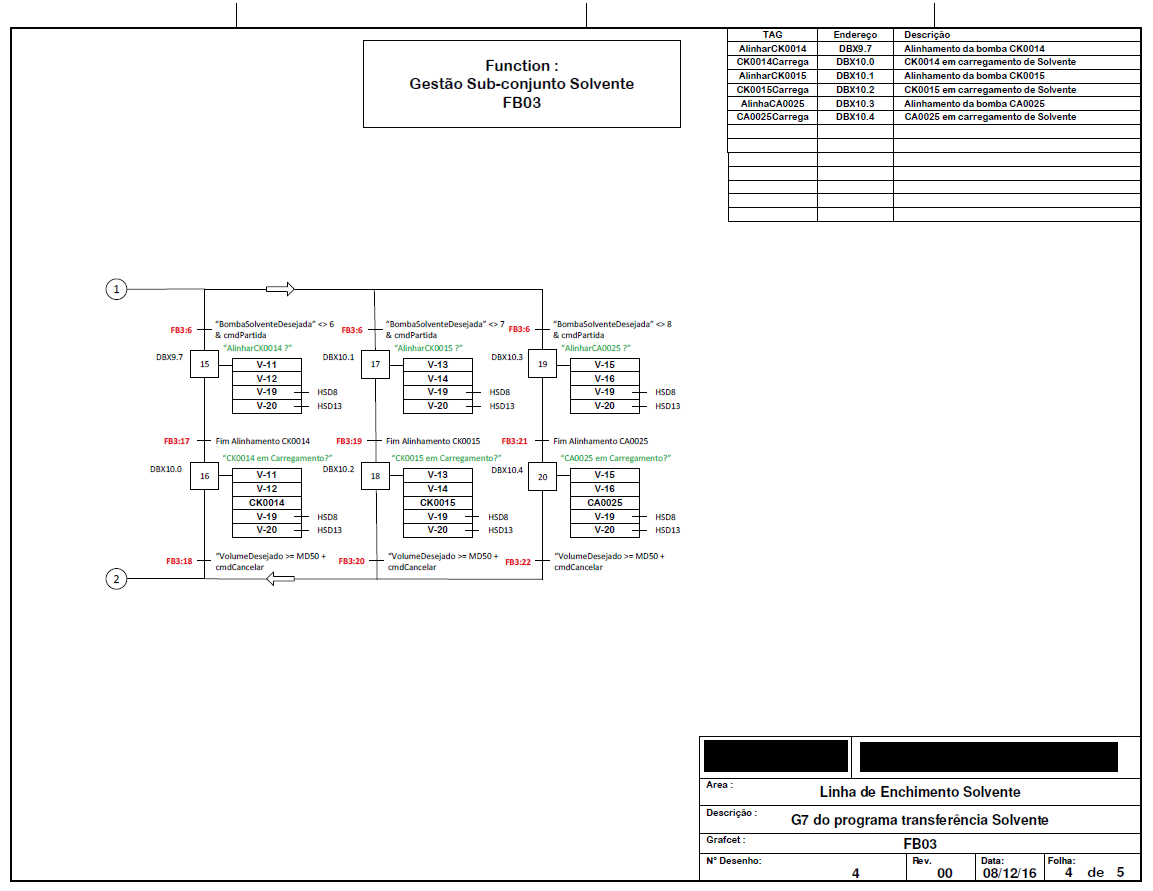 Function :
Gestão Sub-conjunto Solvente
FB03
TAG Endereço Descrição
AlinharCK0014 DBX9.7 Alinhamento da bomba CK0014
CK0014Carrega DBX10.0 CK0014 em carregamento de Solvente
AlinharCK0015 DBX10.1 Alinhamento da bomba CK0015
CK0015Carrega DBX10.2 CK0015 em carregamento de Solvente
AlinhaCA0025 DBX10.3 Alinhamento da bomba CA0025
CA0025Carrega DBX10.4 CA0025 em carregamento de Solvente
1
FB3:6 "BombaSolventeDesejada" <> 6
& cmdPartida
"AlinharCK0014 ?"
DBX9.7 15 V-11
V-12
V-19 HSD8
V-20 HSD13
FB3:17 Fim Alinhamento CK0014
"CK0014 em Carregamento?"
DBX10.0 16 V-11
V-12
CK0014
V-19 HSD8
V-20 HSD13
FB3:18 "VolumeDesejado >= MD50 +
cmdCancelar
FB3:6 "BombaSolventeDesejada" <> 7
& cmdPartida
"AlinharCK0015 ?"
DBX10.1 17 V-13
V-14
V-19 HSD8
V-20 HSD13
FB3:19 Fim Alinhamento CK0015
"CK0015 em Carregamento?"
DBX10.2 18 V-13
V-14
CK0015
V-19 HSD8
V-20 HSD13
FB3:20 "VolumeDesejado >= MD50 +
cmdCancelar
FB3:6 "BombaSolventeDesejada" <> 8
& cmdPartida
"AlinharCA0025 ?"
DBX10.3 19 V-15
V-16
V-19 HSD8
V-20 HSD13
FB3:21 Fim Alinhamento CA0025
"CA0025 em Carregamento?"
DBX10.4 20 V-15
V-16
CA0025
V-19 HSD8
V-20 HSD13
FB3:22 "VolumeDesejado >= MD50 +
cmdCancelar
2
Area : Linha de Enchimento Solvente
Descrição : G7 do programa transferência Solvente
Grafcet : FB03
Nº Desenho: 4 Rev. 00 Data: 08/12/16 Folha: 4 de 5